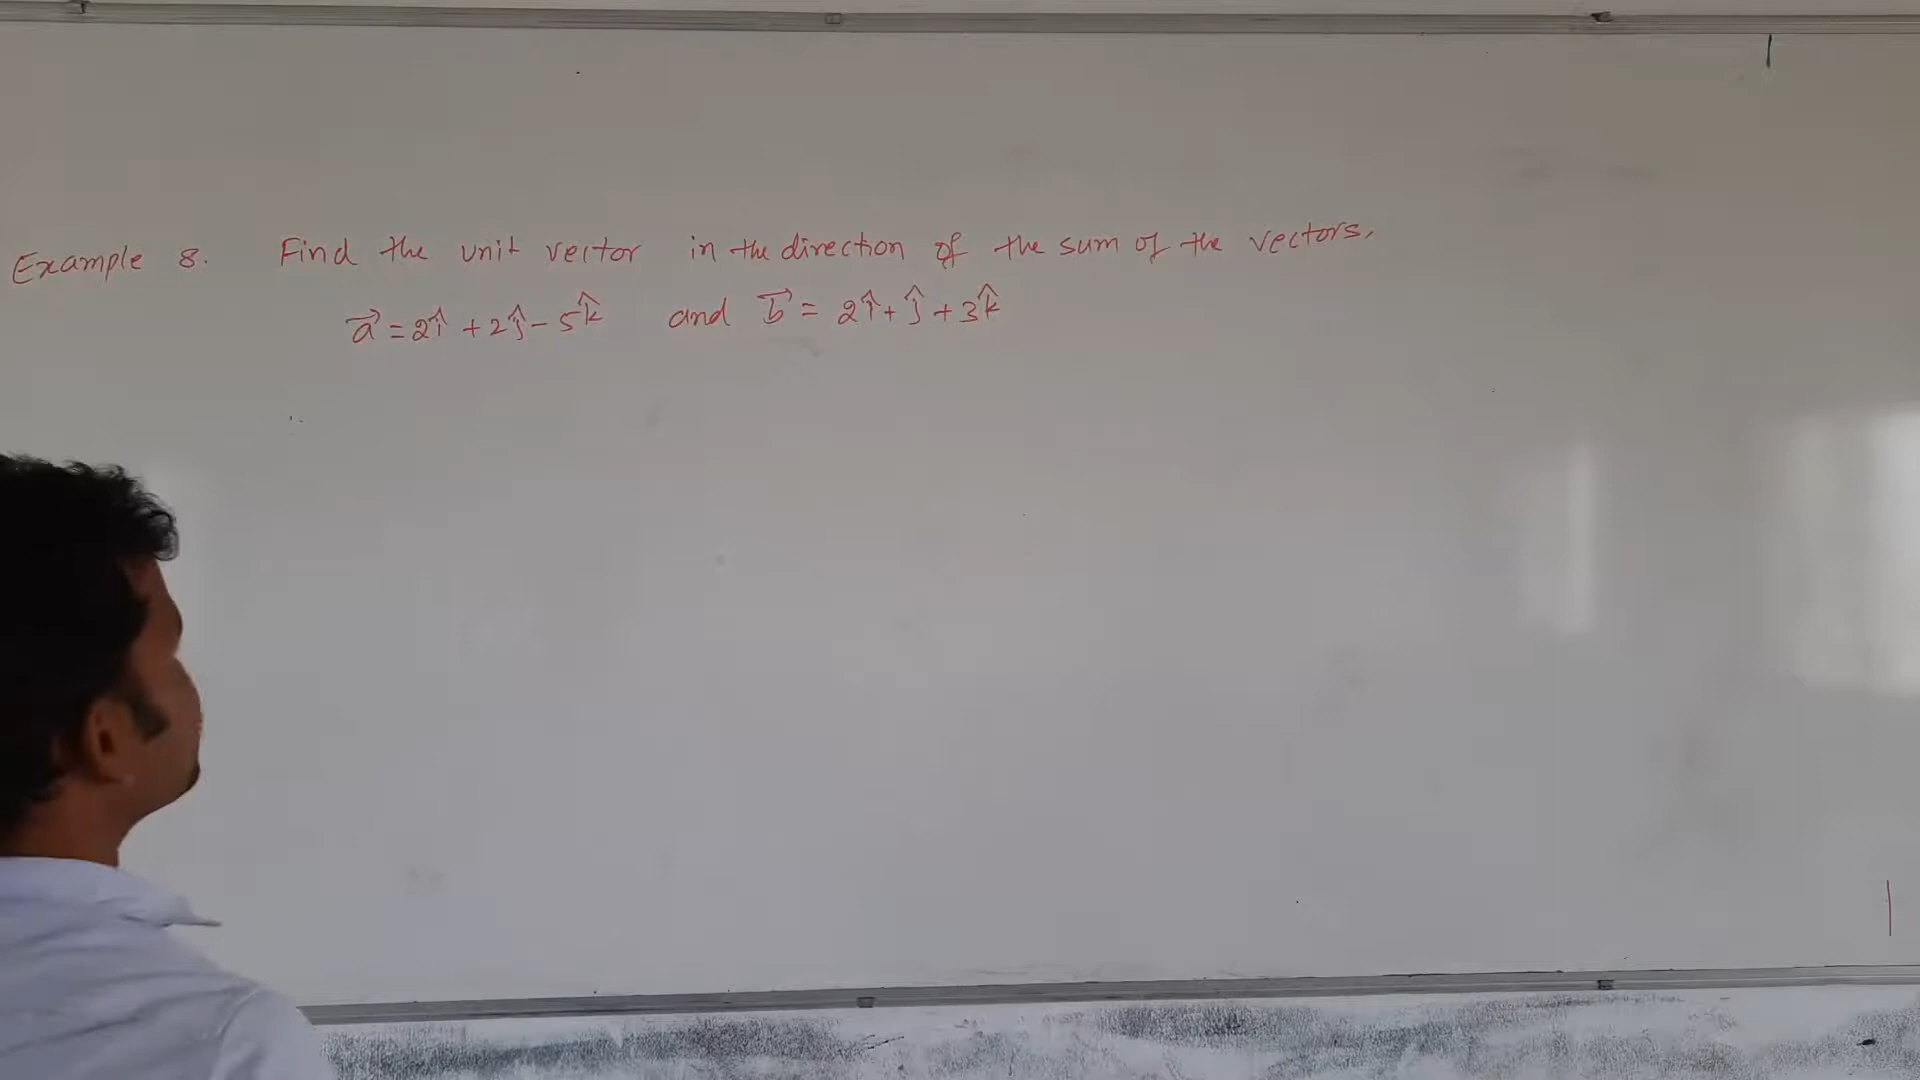 Example 8. Find the unit vector in the direction of the sum of the vectors,
a⃗ = 2î + 2ĵ - 5k̂ and b⃗ = 2î + ĵ + 3k̂